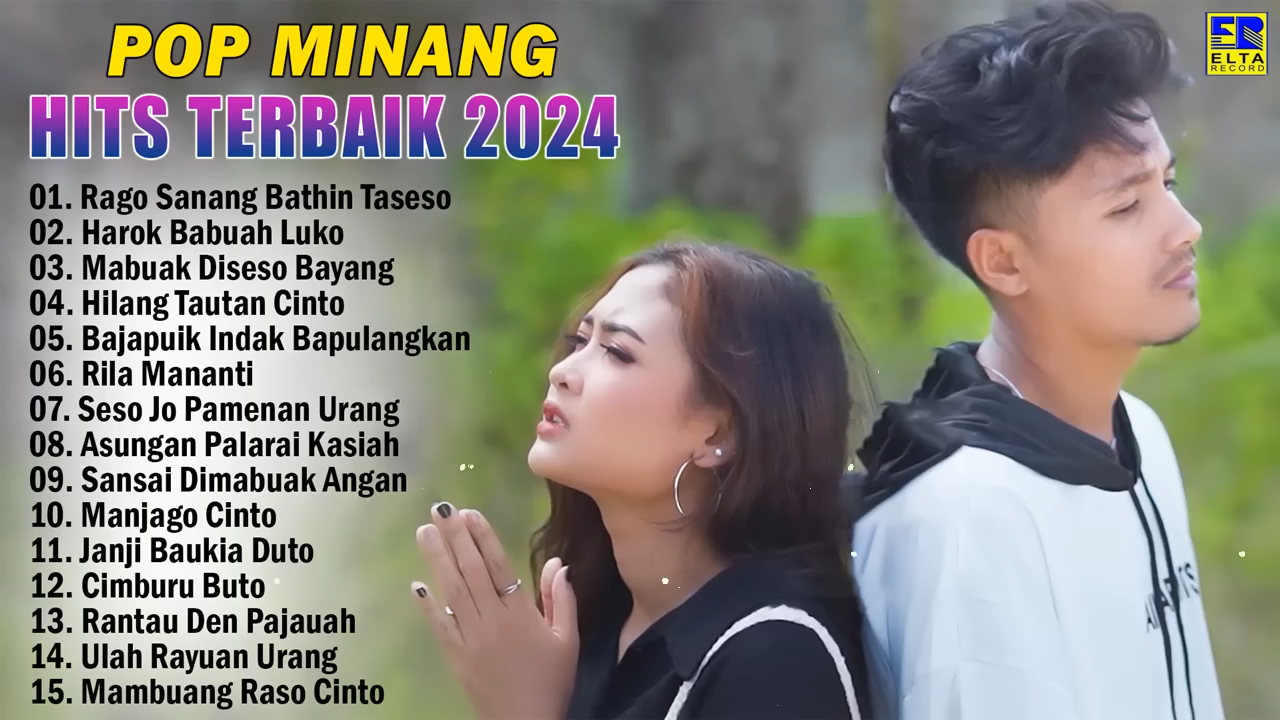 POP MINANG
HITS TERBAIK 2024
01. Rago Sanang Bathin Taseso
02. Harok Babuah Luko
03. Mabuak Diseso Bayang
04. Hilang Tautan Cinto
05. Bajapuik Indak Bapulangkan
06. Rila Mananti
07. Seso Jo Pamenan Urang
08. Asungan Palarai Kasiah
09. Sansai Dimabuak Angan
10. Manjago Cinto
11. Janji Baukia Duto
12. Cimburu Buto
13. Rantau Den Pajauah
14. Ulah Rayuan Urang
15. Mambuang Raso Cinto
ER
ELTA
RECORD